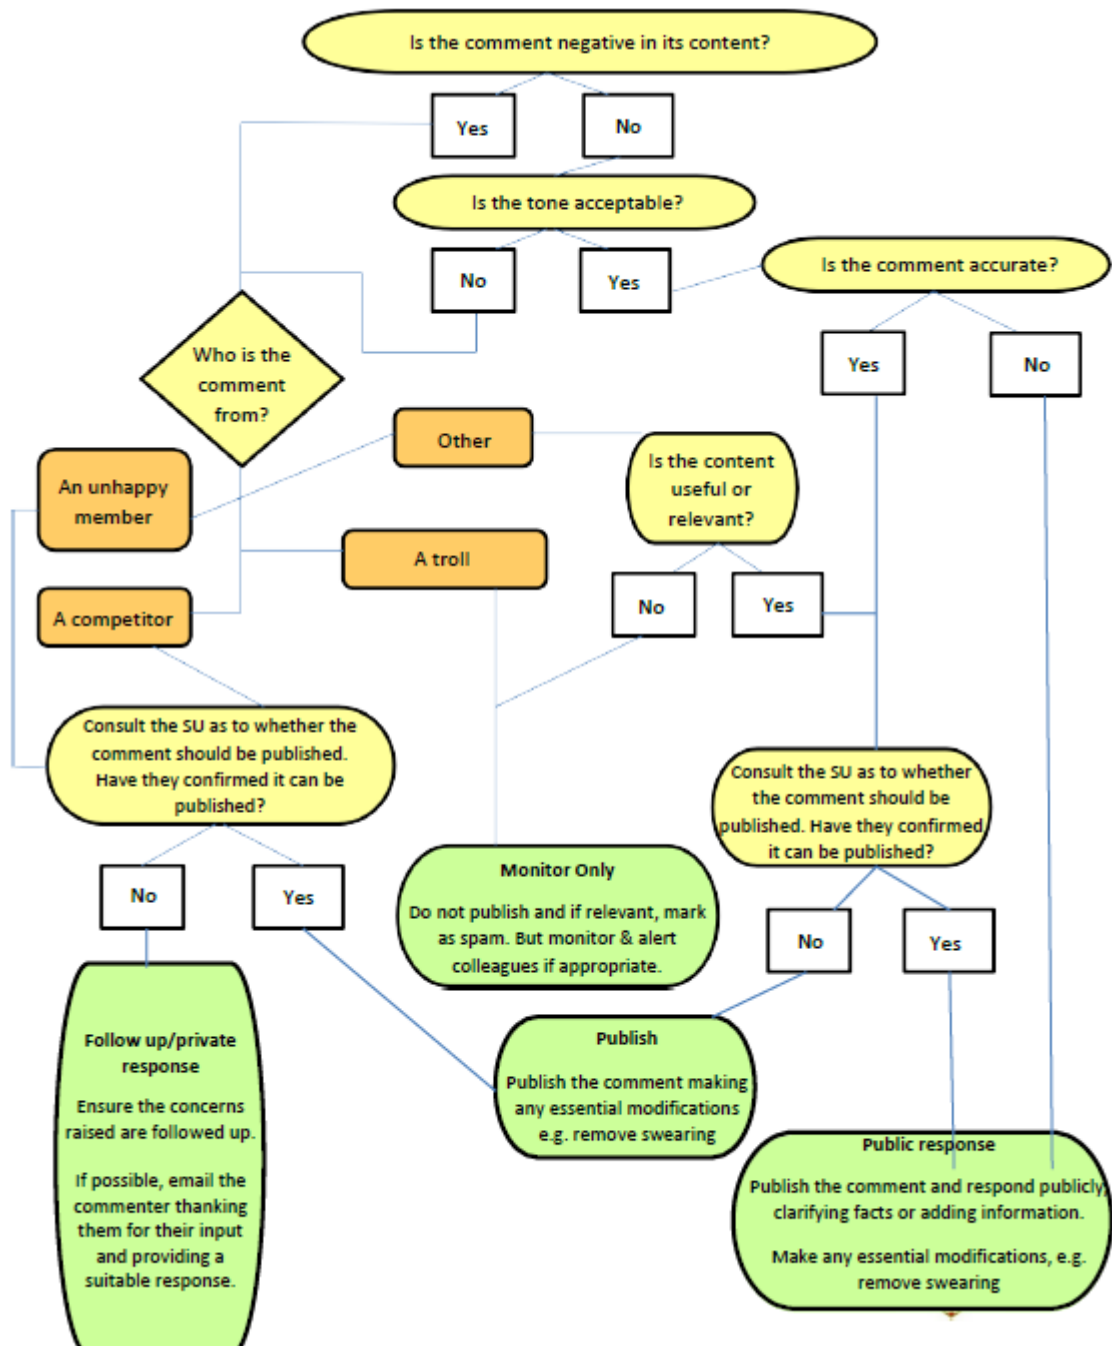 Is the comment negative in its content?
Yes
No
Is the tone acceptable?
No
Yes
Is the comment accurate?
Yes
No
Who is the
comment
from?
Other
An unhappy
member
A troll
A competitor
Is the content
useful or
relevant?
No
Yes
Consult the SU as to whether the
comment should be published.
Have they confirmed it can be
published?
No
Yes
Consult the SU as to whether
the comment should be
published. Have they confirmed
it can be published?
No
Yes
Monitor Only
Do not publish and if relevant, mark
as spam. But monitor & alert
colleagues if appropriate.
Follow up/private
response
Ensure the concerns
raised are followed up.
If possible, email the
commenter thanking
them for their input
and providing a
suitable response.
Publish
Publish the comment making
any essential modifications
e.g. remove swearing
Public response
Publish the comment and respond publicly,
clarifying facts or adding information.
Make any essential modifications, e.g.
remove swearing